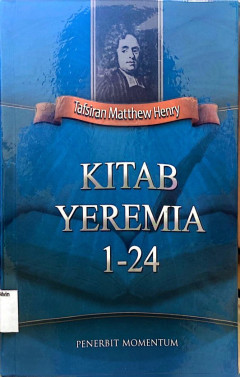 Tafsiran Matthew Henry
KITAB
YEREMIA
1-24
PENERBIT MOMENTUM